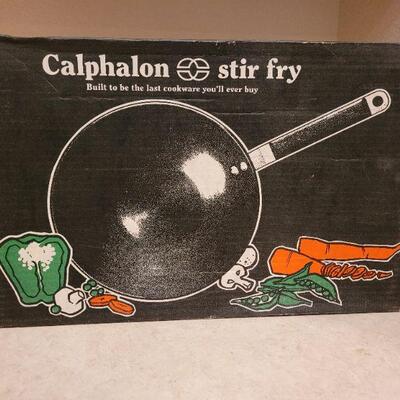 Calphalon stir fry
Built to be the last cookware you'll ever buy